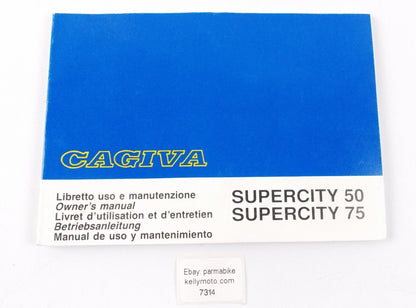 CAGIVA
Libretto uso e manutenzione
Owner's manual
Livret d'utilisation et d'entretien
Betriebsanleitung
Manual de uso y mantenimiento
SUPERCITY 50
SUPERCITY 75
Ebay: parmabike
kellymoto com
7314